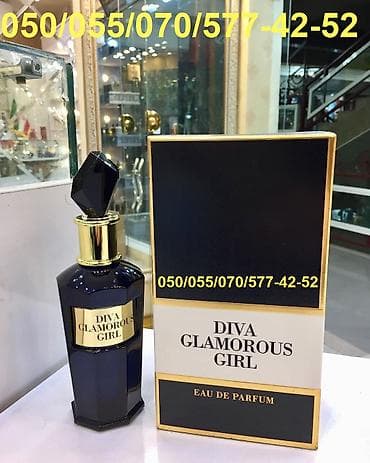 050/055/070/577-42-52
050/055/070/577-42-52
DIVA
GLAMOROUS
GIRL
EAU DE PARFUM
DIVA
GLAMOROUS
GIRL